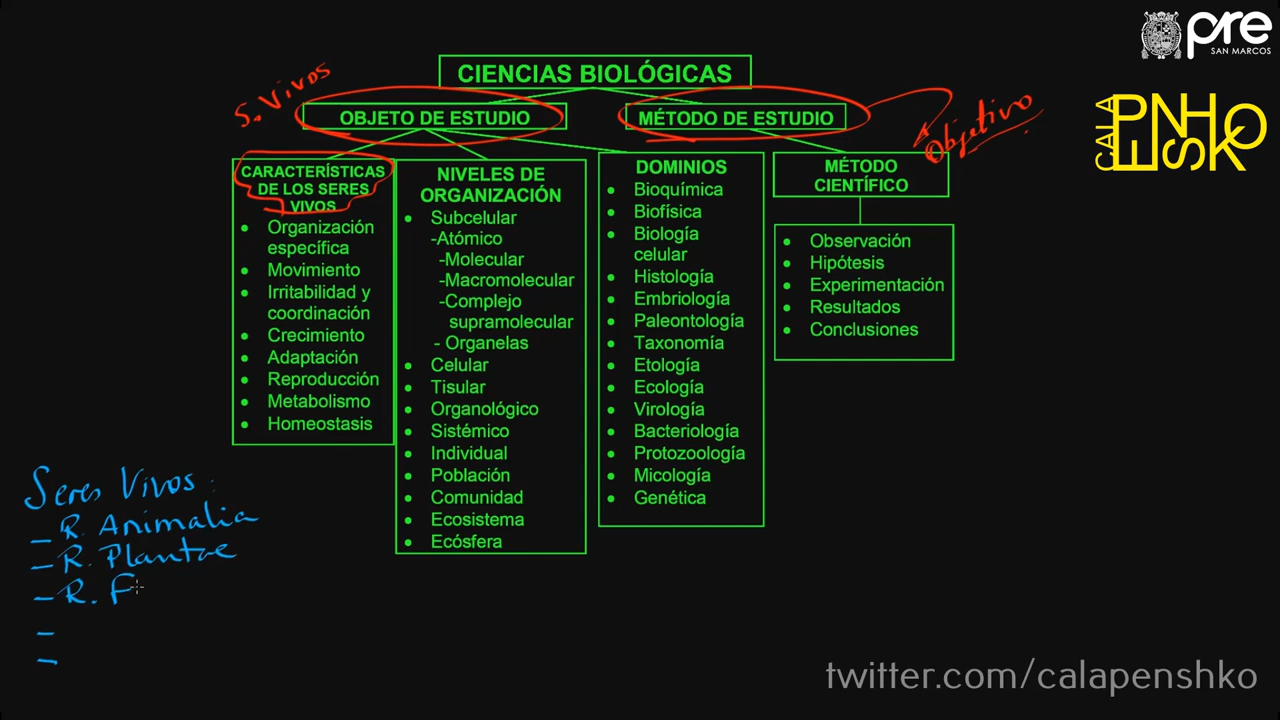 pre
SAN MARCOS
CALA
PENSHKO
CIENCIAS BIOLÓGICAS
S. Vivos
OBJETO DE ESTUDIO
MÉTODO DE ESTUDIO
Objetivo
CARACTERÍSTICAS
DE LOS SERES
VIVOS
Organización
específica
Movimiento
Irritabilidad y
coordinación
Crecimiento
Adaptación
Reproducción
Metabolismo
Homeostasis
NIVELES DE
ORGANIZACIÓN
Subcelular
-Atómico
-Molecular
-Macromolecular
-Complejo
supramolecular
- Organelas
Celular
Tisular
Organológico
Sistémico
Individual
Población
Comunidad
Ecosistema
Ecósfera
DOMINIOS
Bioquímica
Biofísica
Biología
celular
Histología
Embriología
Paleontología
Taxonomía
Etología
Ecología
Virología
Bacteriología
Protozoología
Micología
Genética
MÉTODO
CIENTÍFICO
Observación
Hipótesis
Experimentación
Resultados
Conclusiones
Seres Vivos:
- R. Animalia
- R. Plantae
- R. F
-
-
twitter.com/calapenshko